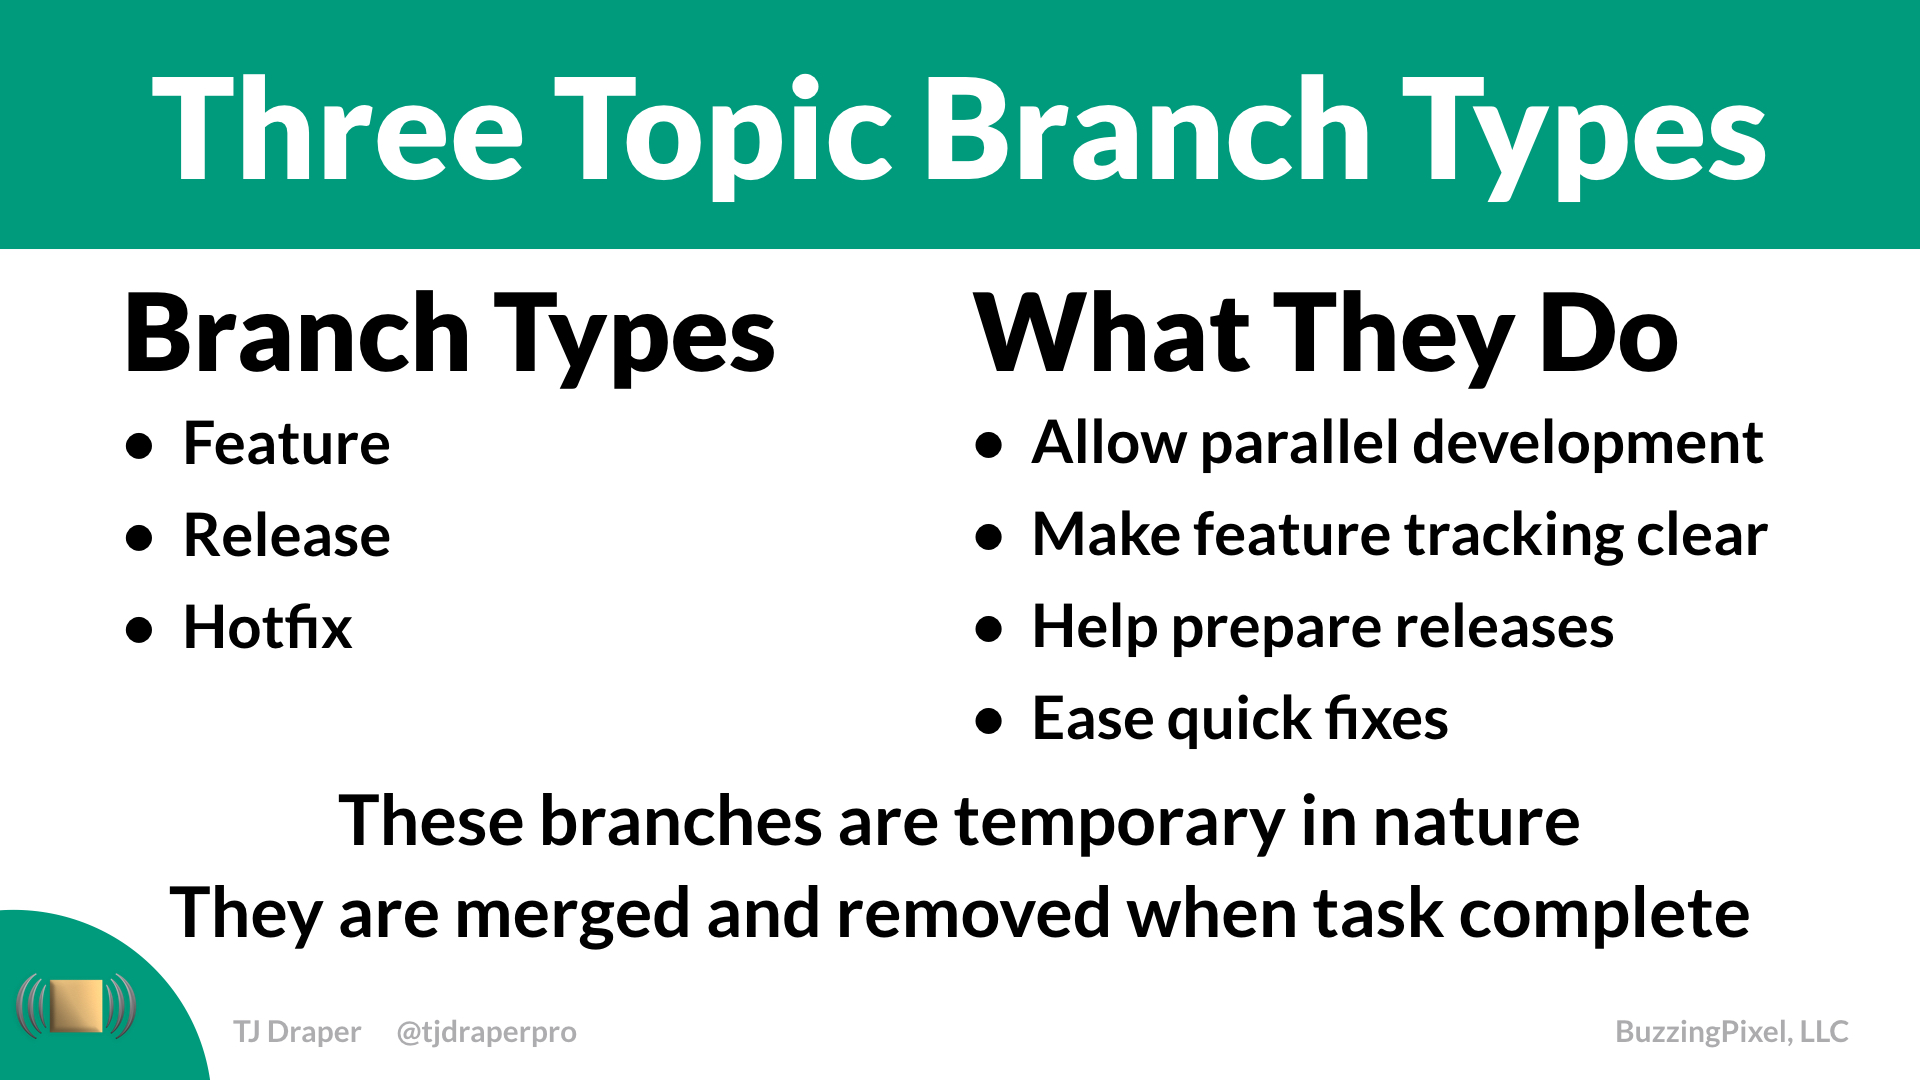 Three Topic Branch Types
Branch Types
• Feature
• Release
• Hotfix
What They Do
• Allow parallel development
• Make feature tracking clear
• Help prepare releases
• Ease quick fixes
These branches are temporary in nature
They are merged and removed when task complete
TJ Draper @tjdraperpro
BuzzingPixel, LLC